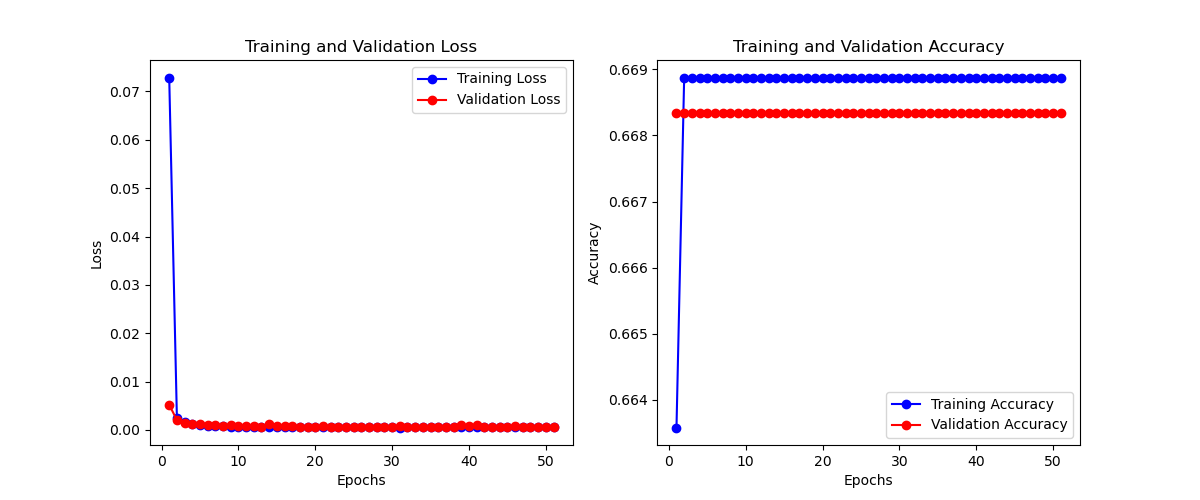 Training and Validation Loss
Training Loss
Validation Loss
0.07
0.06
0.05
0.04
0.03
0.02
0.01
0.00
Loss
0
10
20
30
40
50
Epochs
Training and Validation Accuracy
0.669
0.668
0.667
0.666
0.665
0.664
Accuracy
Training Accuracy
Validation Accuracy
0
10
20
30
40
50
Epochs